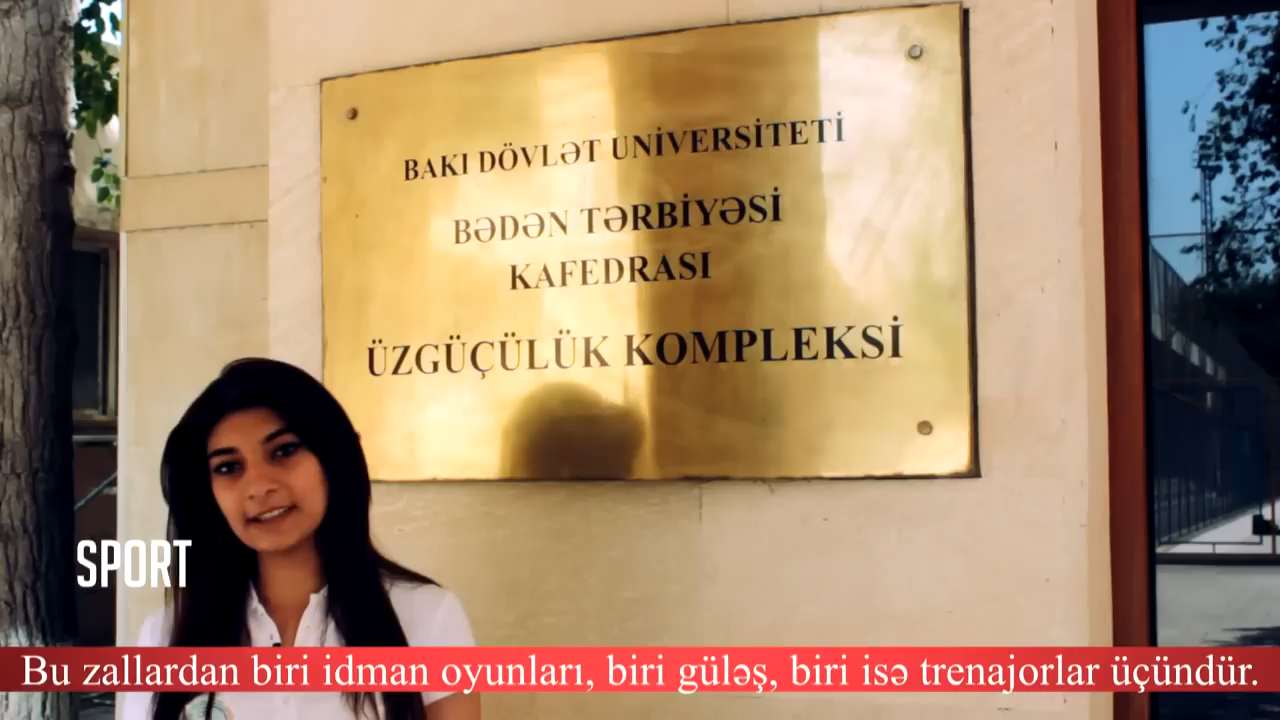 BAKI DÖVLƏT UNİVERSİTETİ
BƏDƏN TƏRBİYƏSİ
KAFEDRASI
ÜZGÜÇÜLÜK KOMPLEKSİ
SPORT
Bu zallardan biri idman oyunları, biri güləş, biri isə trenajorlar üçündür.